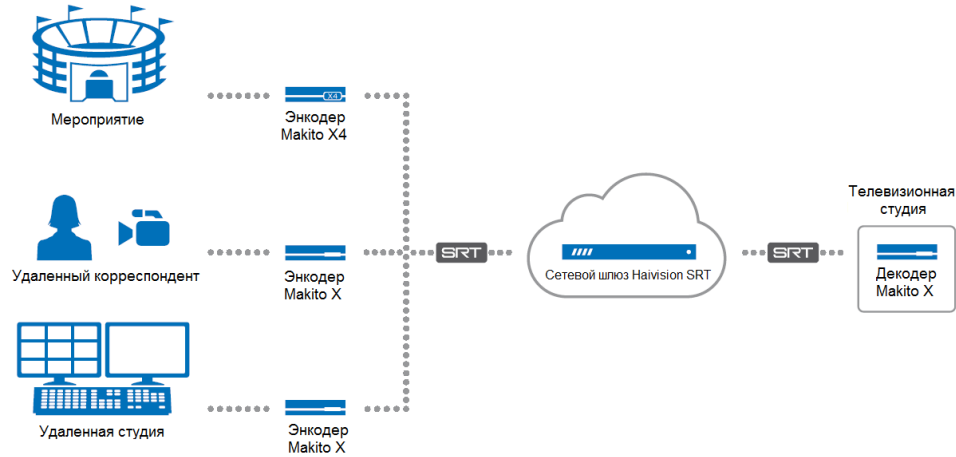 Мероприятие
X4
Энкодер
Makito X4
Удаленный корреспондент
Энкодер
Makito X
SRT
Сетевой шлюз Haivision SRT
SRT
Телевизионная
студия
Декодер
Makito X
Удаленная студия
Энкодер
Makito X